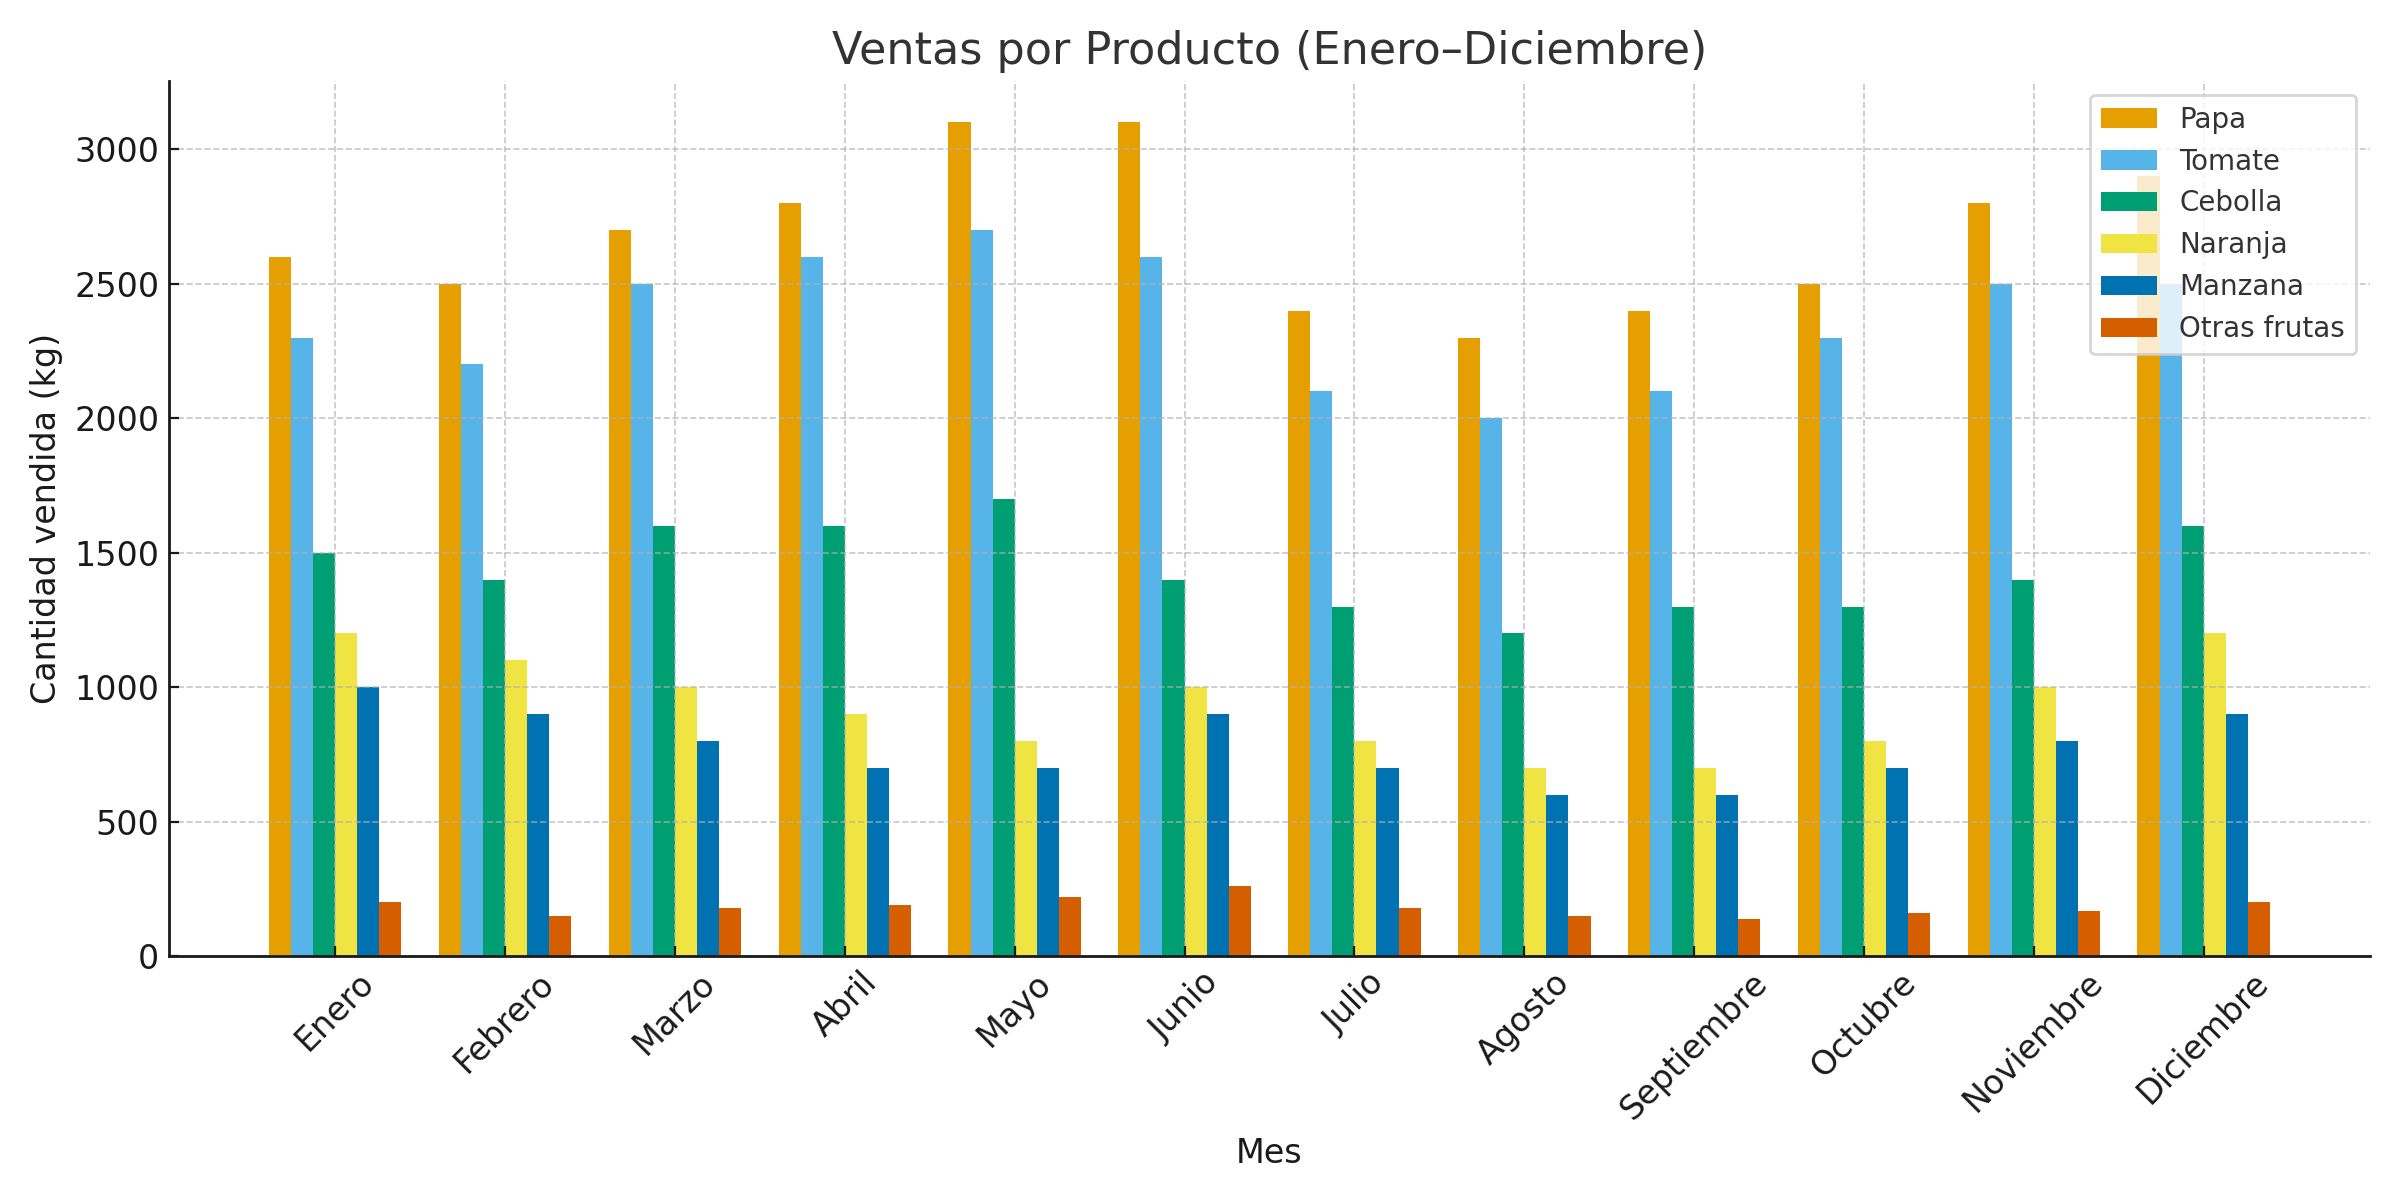 Ventas por Producto (Enero–Diciembre)
Cantidad vendida (kg)
3000
2500
2000
1500
1000
500
0
Papa
Tomate
Cebolla
Naranja
Manzana
Otras frutas
Enero
Febrero
Marzo
Abril
Mayo
Junio
Julio
Agosto
Septiembre
Octubre
Noviembre
Diciembre
Mes